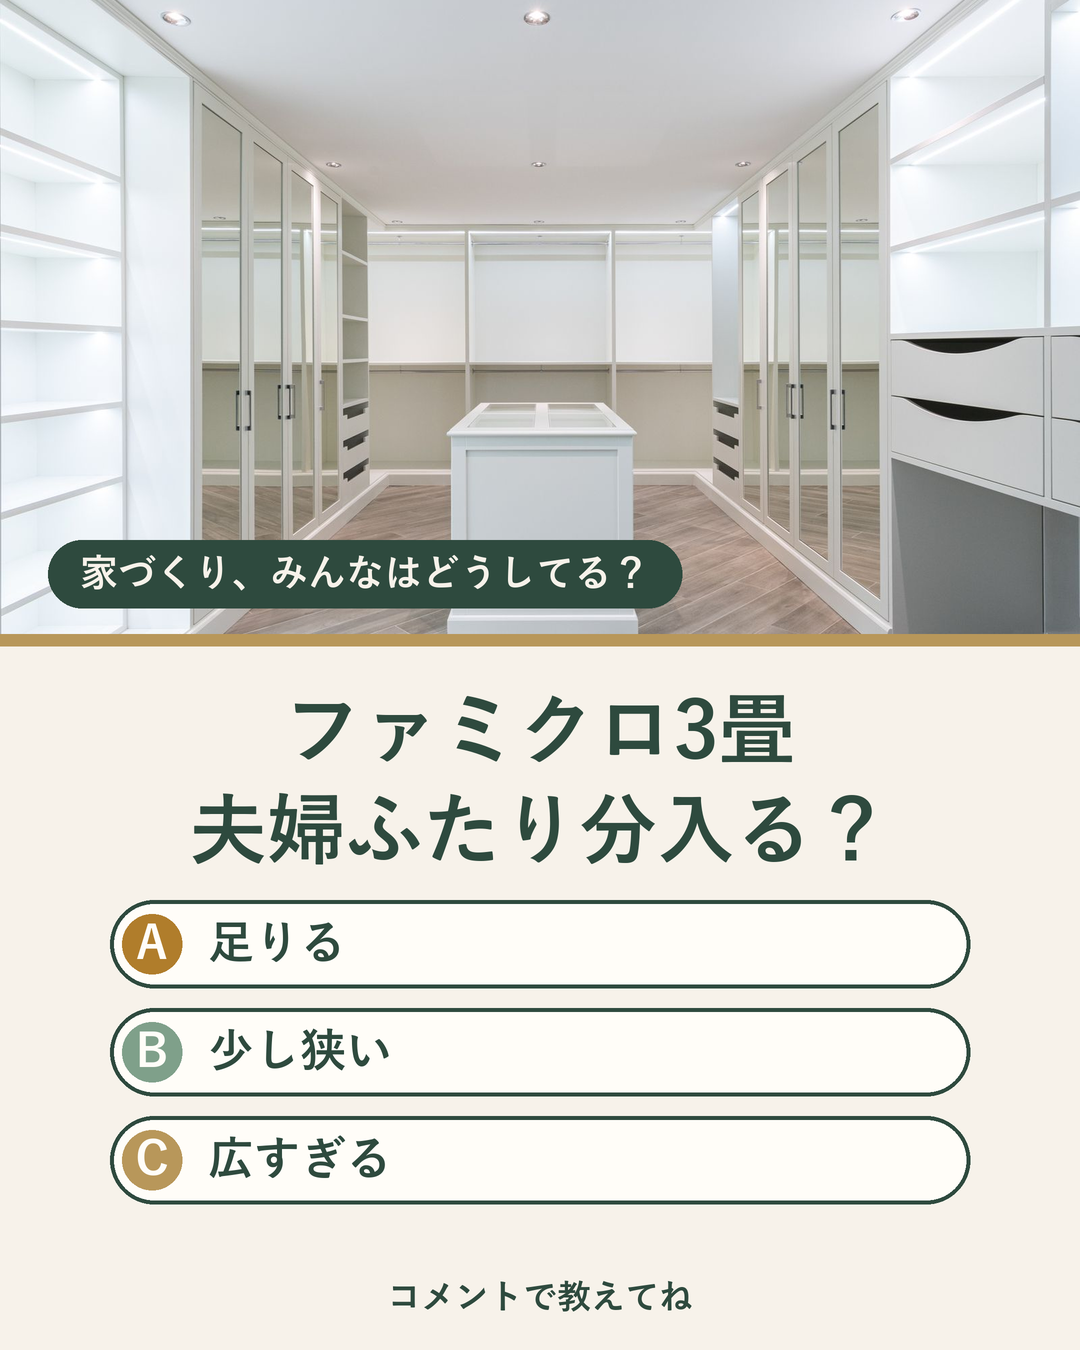 家づくり、みんなはどうしてる？
ファミクロ3畳
夫婦ふたり分入る？
A 足りる
B 少し狭い
C 広すぎる
コメントで教えてね